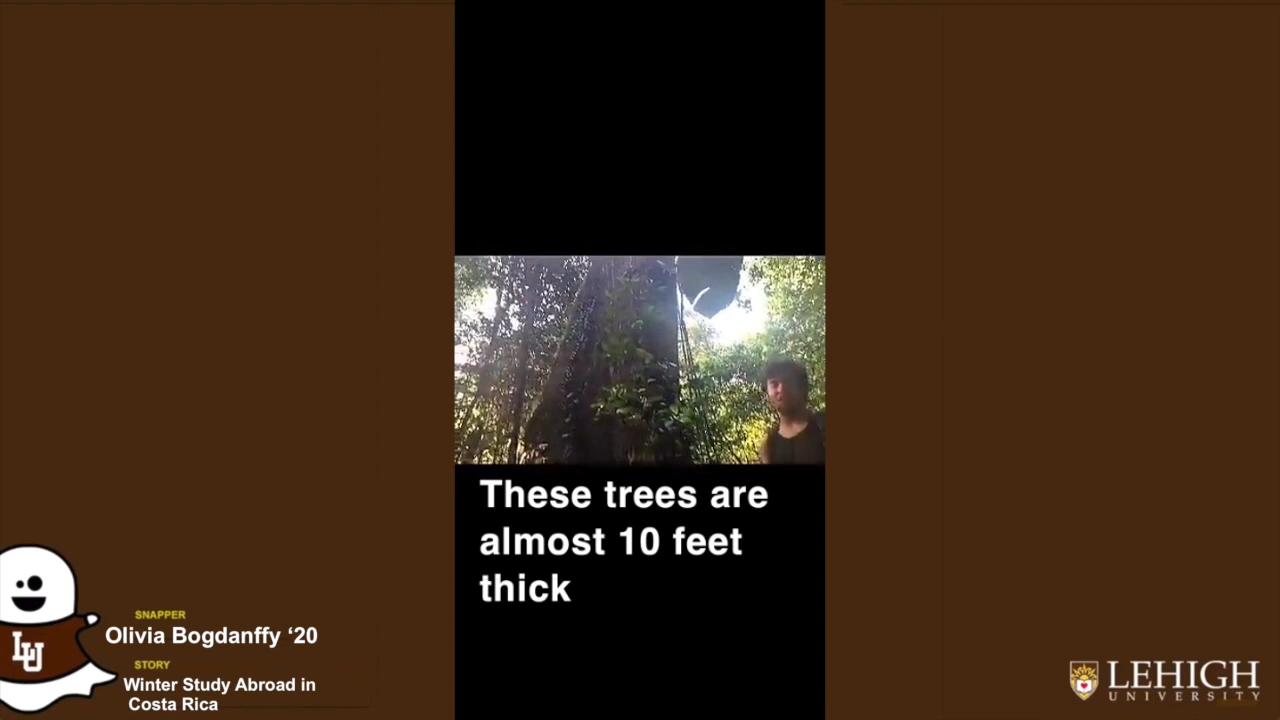 These trees are
almost 10 feet
thick
SNAPPER
Olivia Bogdanffy ‘20
STORY
Winter Study Abroad in
Costa Rica
LU
LEHIGH
UNIVERSITY